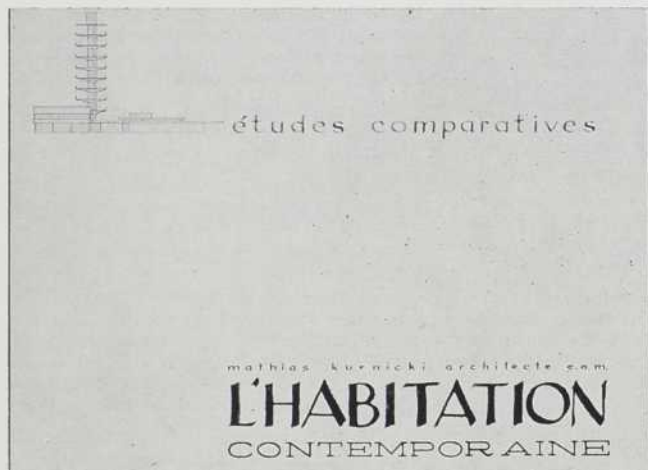 études comparatives
mathias kurnicki architecte e.n.m.
L'HABITATION
CONTEMPORAINE